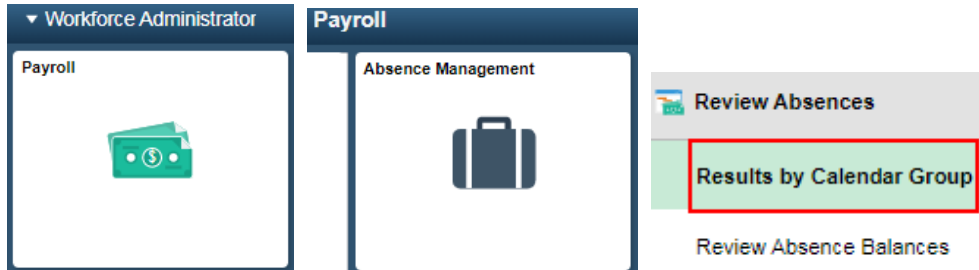 Workforce Administrator
Payroll
Payroll
Absence Management
Review Absences
Results by Calendar Group
Review Absence Balances